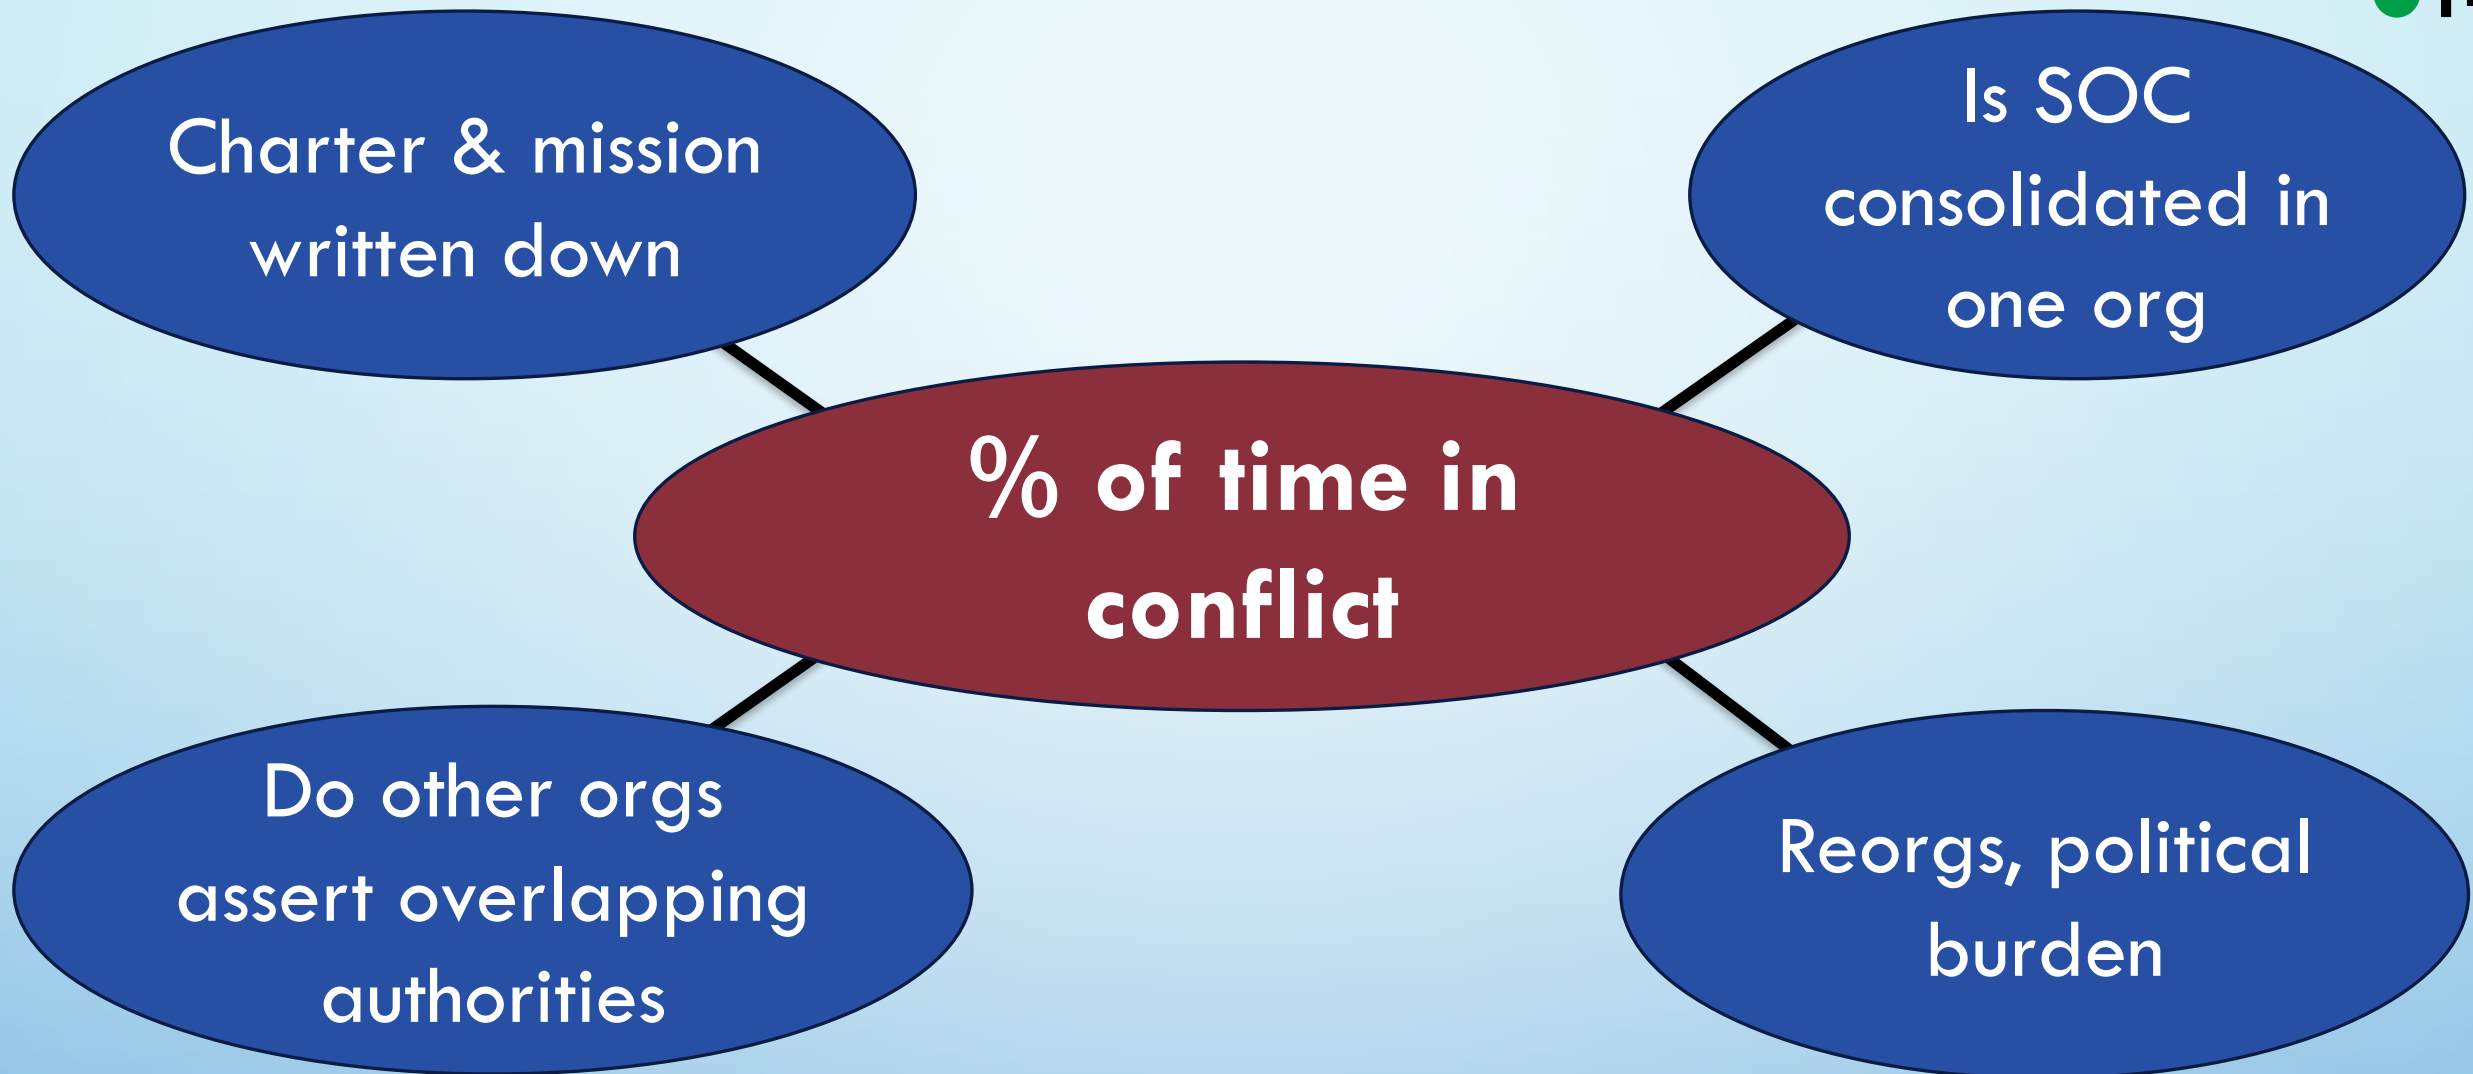 Charter & mission
written down
Is SOC
consolidated in
one org
% of time in
conflict
Do other orgs
assert overlapping
authorities
Reorgs, political
burden